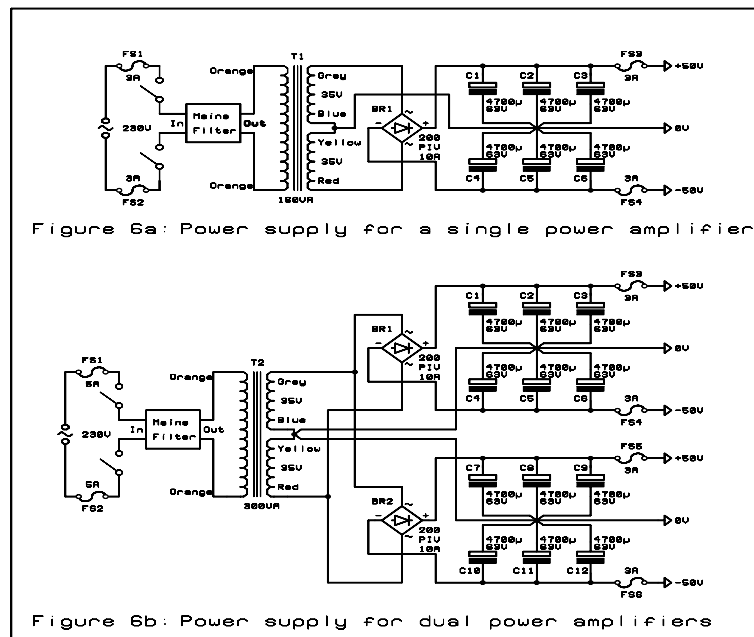 FS1
3A
230V
3A
FS2
In
Mains
Filter
Out
Orange
Orange
T1
Grey
35V
Blue
Yellow
35V
Red
160VA
BR1
~
-
+
~
200
PIV
10A
C1
C2
C3
4700µ
63V
4700µ
63V
4700µ
63V
4700µ
63V
4700µ
63V
4700µ
63V
C4
C5
C6
FS3
3A
3A
FS4
+50V
0V
-50V
Figure 6a: Power supply for a single power amplifier
FS1
5A
230V
5A
FS2
In
Mains
Filter
Out
Orange
Orange
T2
Grey
35V
Blue
Yellow
35V
Red
300VA
BR1
~
-
+
~
200
PIV
10A
C1
C2
C3
4700µ
63V
4700µ
63V
4700µ
63V
4700µ
63V
4700µ
63V
4700µ
63V
C4
C5
C6
FS3
3A
3A
FS4
+50V
0V
-50V
BR2
~
-
+
~
200
PIV
10A
C7
C8
C9
4700µ
63V
4700µ
63V
4700µ
63V
4700µ
63V
4700µ
63V
4700µ
63V
C10
C11
C12
FS5
3A
3A
FS6
+50V
0V
-50V
Figure 6b: Power supply for dual power amplifiers